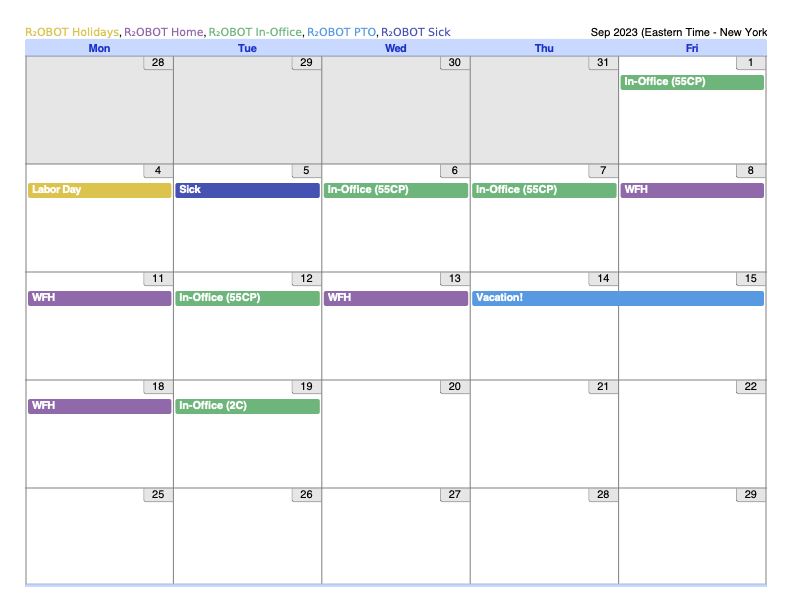 R₂OBOT Holidays, R₂OBOT Home, R₂OBOT In-Office, R₂OBOT PTO, R₂OBOT Sick Sep 2023 (Eastern Time - New York
Mon Tue Wed Thu Fri
28 29 30 31 1
In-Office (55CP)
4 5 6 7 8
Labor Day Sick In-Office (55CP) In-Office (55CP) WFH
11 12 13 14 15
WFH In-Office (55CP) WFH Vacation!
18 19 20 21 22
WFH In-Office (2C)
25 26 27 28 29